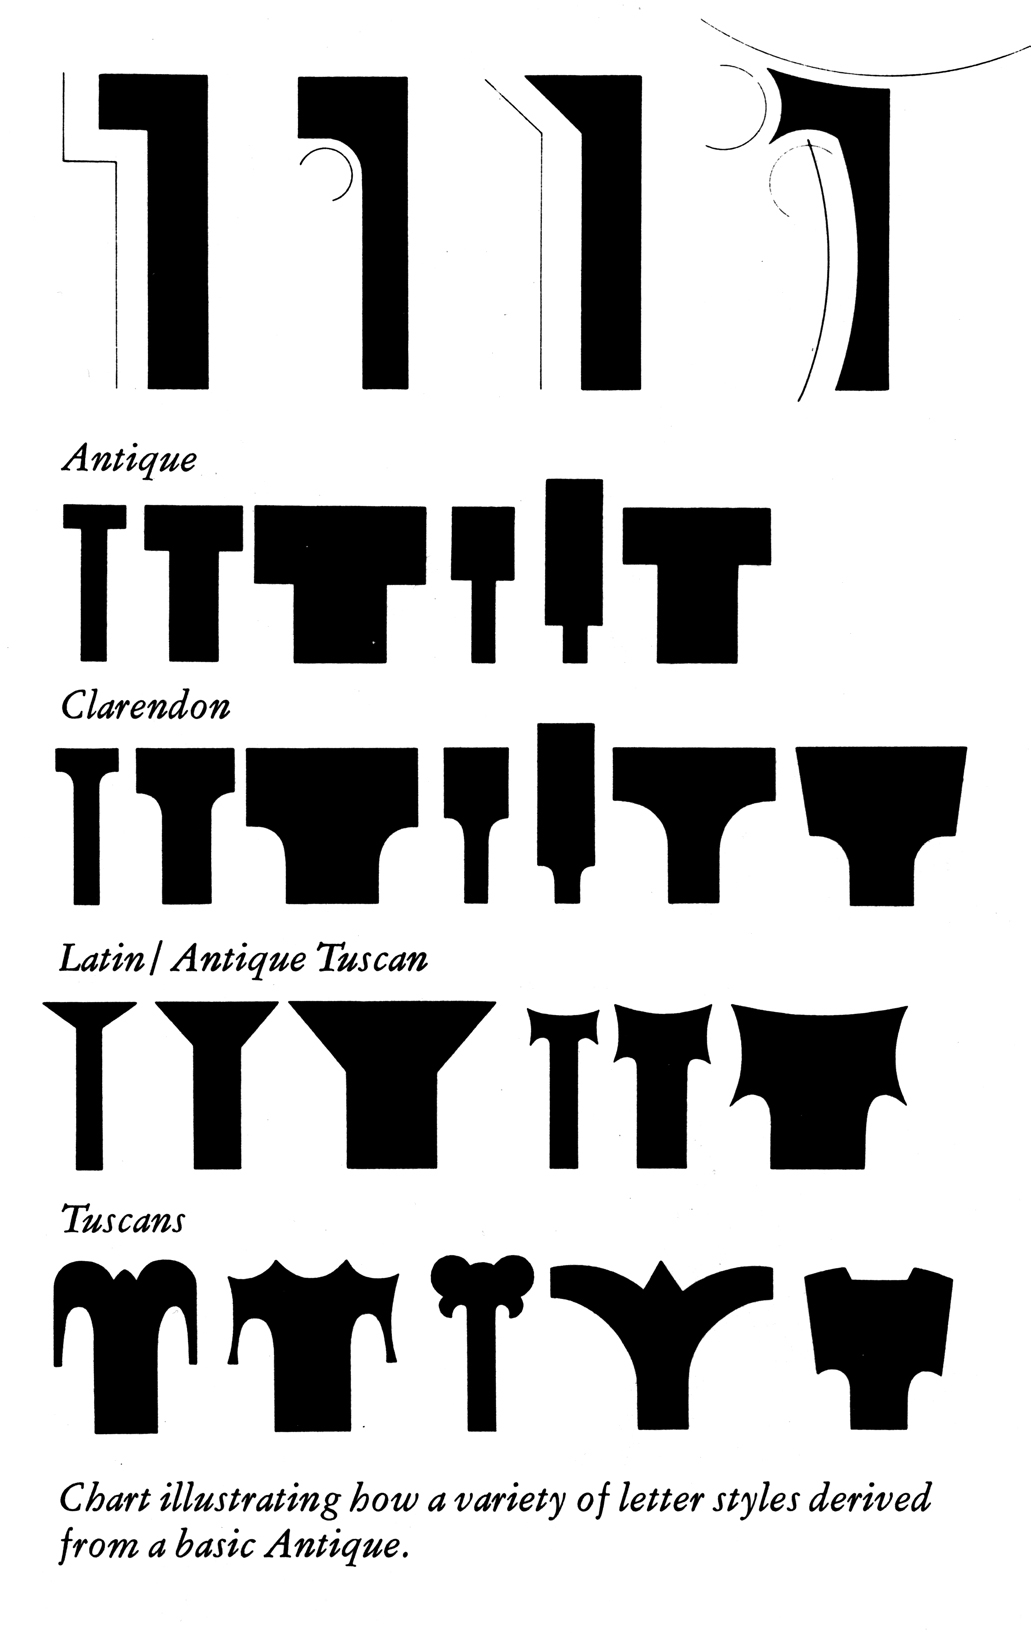 Antique
Clarendon
Latin/ Antique Tuscan
Tuscans
Chart illustrating how a variety of letter styles derived
from a basic Antique.